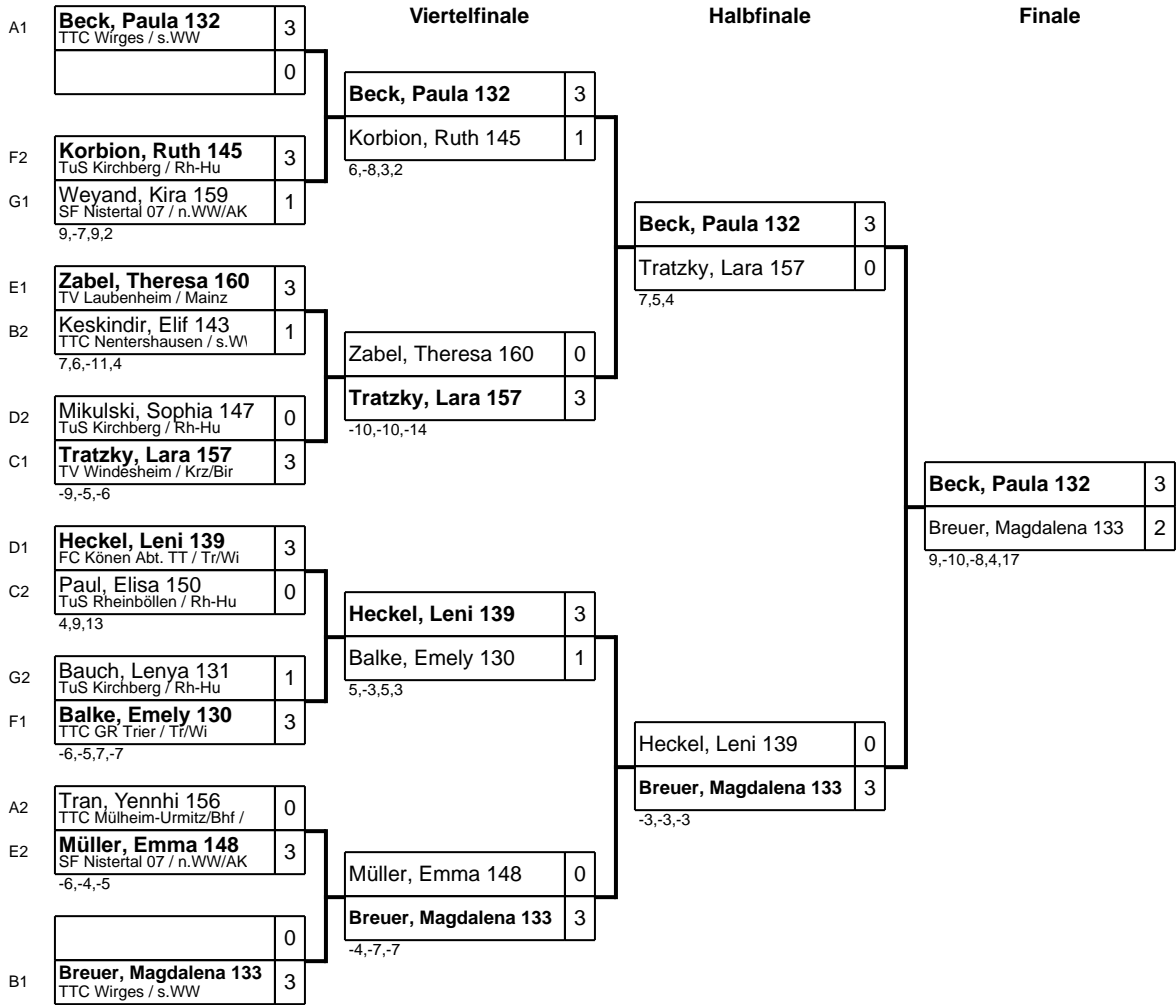 Viertelfinale
Halbfinale
Finale
A1
Beck, Paula 132
TTC Wirges / s.WW
3
0
F2
Korbion, Ruth 145
TuS Kirchberg / Rh-Hu
3
G1
Weyand, Kira 159
SF Nistertal 07 / n.WW/AK
1
9,-7,9,2
E1
Zabel, Theresa 160
TV Laubenheim / Mainz
3
B2
Keskindir, Elif 143
TTC Nentershausen / s.W
1
7,6,-11,4
D2
Mikulski, Sophia 147
TuS Kirchberg / Rh-Hu
0
C1
Tratzky, Lara 157
TV Windesheim / Krz/Bir
3
-9,-5,-6
D1
Heckel, Leni 139
FC Könen Abt. TT / Tr/Wi
3
C2
Paul, Elisa 150
TuS Rheinböllen / Rh-Hu
0
4,9,13
G2
Bauch, Lenya 131
TuS Kirchberg / Rh-Hu
1
F1
Balke, Emely 130
TTC GR Trier / Tr/Wi
3
-6,-5,7,-7
A2
Tran, Yennhi 156
TTC Mülheim-Urmitz/Bhf /
0
E2
Müller, Emma 148
SF Nistertal 07 / n.WW/AK
3
-6,-4,-5
0
B1
Breuer, Magdalena 133
TTC Wirges / s.WW
3
Beck, Paula 132
3
Korbion, Ruth 145
1
6,-8,3,2
Zabel, Theresa 160
0
Tratzky, Lara 157
3
-10,-10,-14
Heckel, Leni 139
3
Balke, Emely 130
1
5,-3,5,3
Müller, Emma 148
0
Breuer, Magdalena 133
3
-4,-7,-7
Beck, Paula 132
3
Tratzky, Lara 157
0
7,5,4
Heckel, Leni 139
0
Breuer, Magdalena 133
3
-3,-3,-3
Beck, Paula 132
3
Breuer, Magdalena 133
2
9,-10,-8,4,17